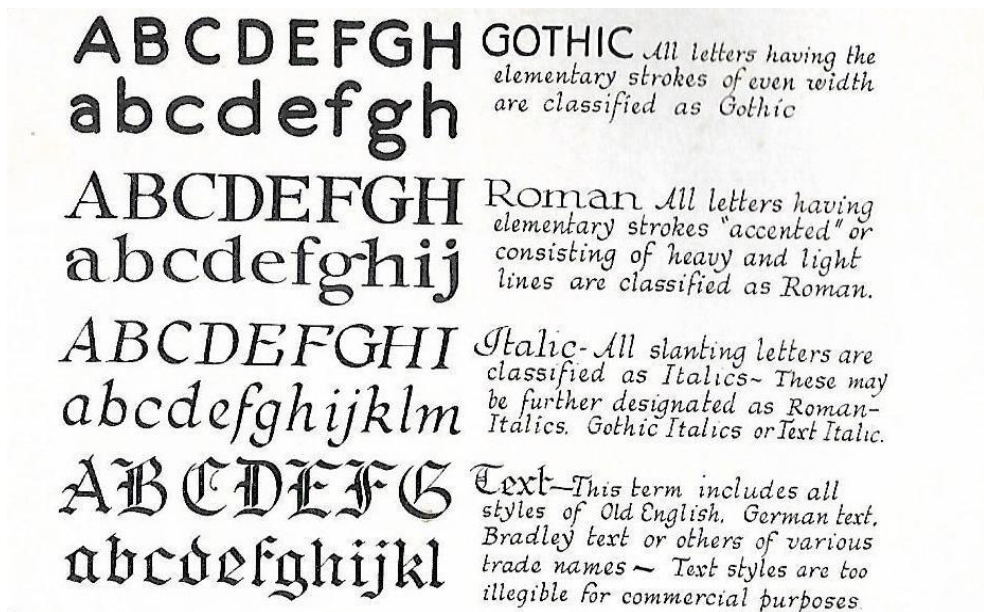 ABCDEFGH
abcdefgh
GOTHIC All letters having the
elementary strokes of even width
are classified as Gothic
ABCDEFGH
abcdefghij
Roman All letters having
elementary strokes "accented" or
consisting of heavy and light
lines are classified as Roman.
ABCDEFGHI
abcdefghijklm
Italic- All slanting letters are
classified as Italics~ These may
be further designated as Roman-
Italics. Gothic Italics or Text Italic.
ABCDEFG
abcdefghijkl
Text—This term includes all
styles of Old English, German text,
Bradley text or others of various
trade names ~ Text styles are too
illegible for commercial purposes.